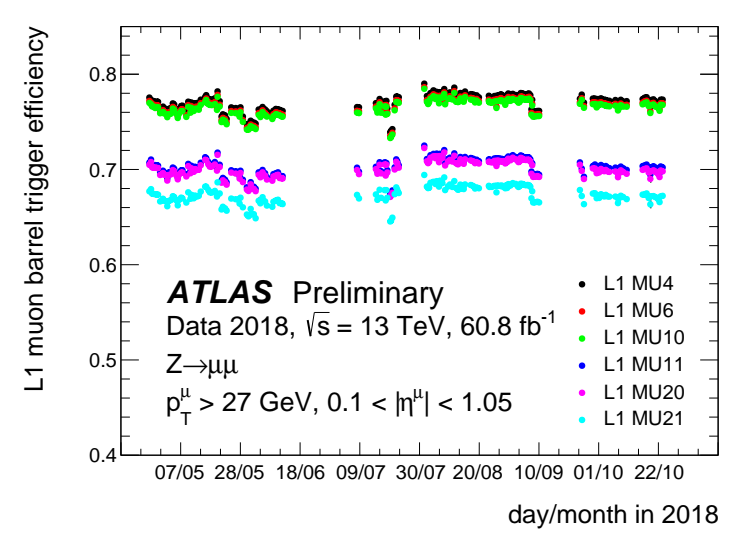 L1 muon barrel trigger efficiency
0.8
0.7
0.6
0.5
0.4
ATLAS Preliminary
Data 2018, √s = 13 TeV, 60.8 fb⁻¹
Z→μμ
p_T^μ > 27 GeV, 0.1 < |η^μ| < 1.05
L1 MU4
L1 MU6
L1 MU10
L1 MU11
L1 MU20
L1 MU21
07/05 28/05 18/06 09/07 30/07 20/08 10/09 01/10 22/10
day/month in 2018